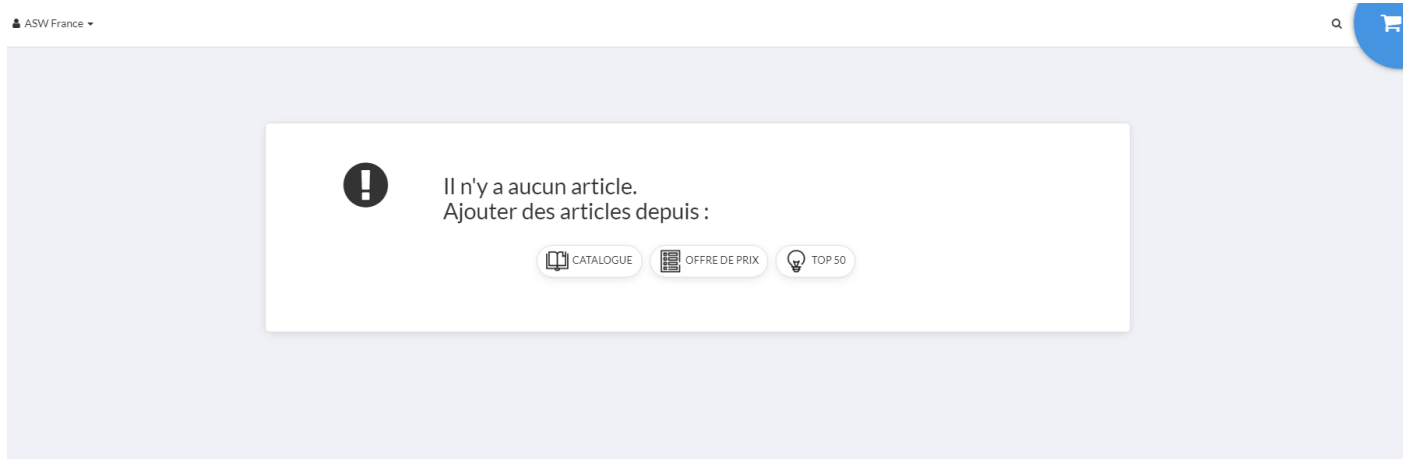 ASW France
Il n'y a aucun article.
Ajouter des articles depuis :
CATALOGUE
OFFRE DE PRIX
TOP 50